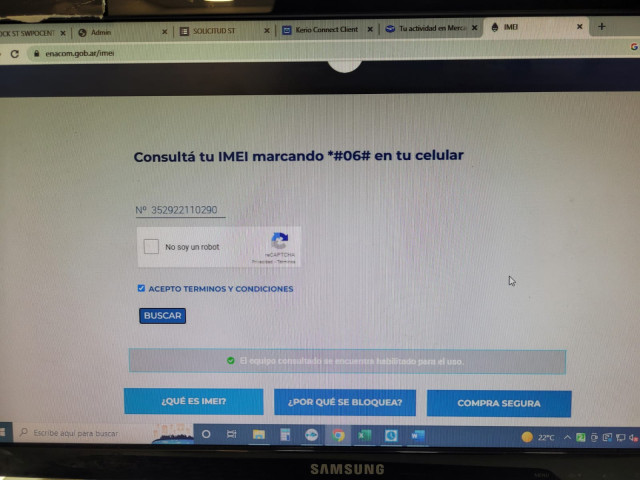 OCK ST SWPOCENT
Admin
SOLICITUD ST
Kerio Connect Client
Tu actividad en Merca
IMEI
enacom.gob.ar/imei
Consultá tu IMEI marcando *#06# en tu celular
Nº 352922110290
No soy un robot
reCAPTCHA
Privacidad - Términos
ACEPTO TERMINOS Y CONDICIONES
BUSCAR
El equipo consultado se encuentra habilitado para el uso.
¿QUÉ ES IMEI?
¿POR QUÉ SE BLOQUEA?
COMPRA SEGURA
Escribe aquí para buscar
22°C
SAMSUNG